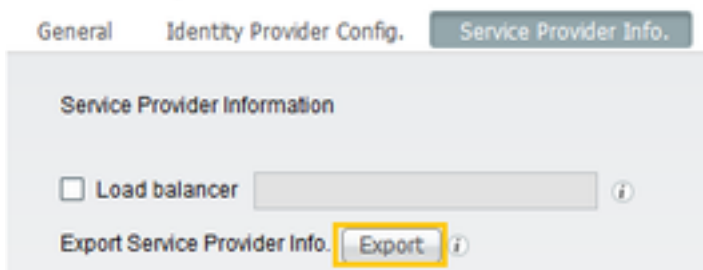 General Identity Provider Config. Service Provider Info.
Service Provider Information
Load balancer
Export Service Provider Info. Export